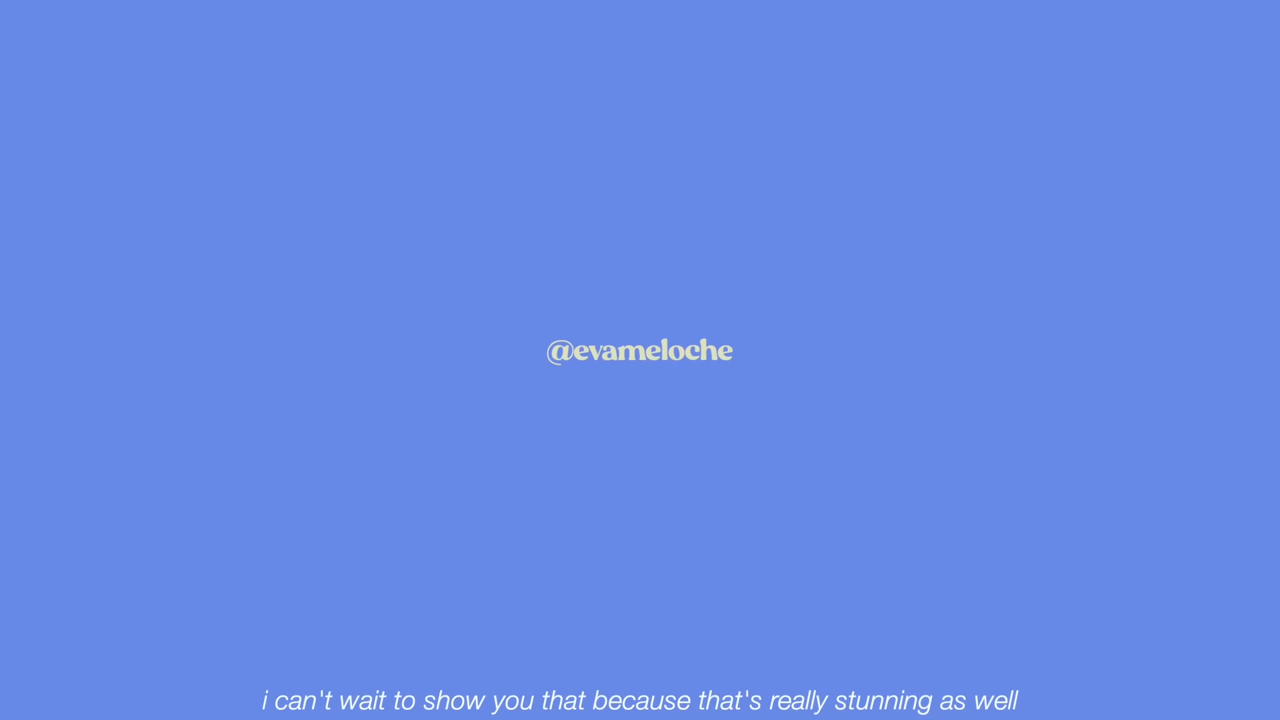 @evameloche
i can't wait to show you that because that's really stunning as well